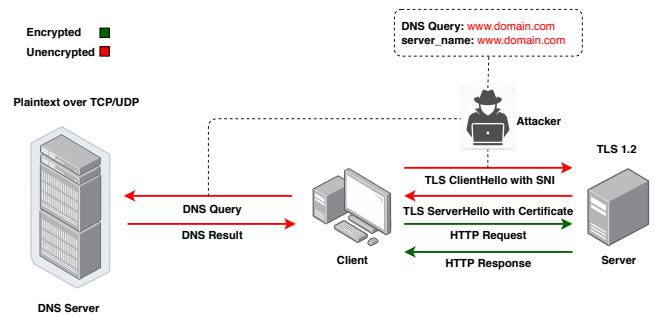 DNS Query: www.domain.com
server_name: www.domain.com
Encrypted
Unencrypted
Plaintext over TCP/UDP
Attacker
TLS 1.2
TLS ClientHello with SNI
DNS Query
TLS ServerHello with Certificate
DNS Result
HTTP Request
Client
HTTP Response
Server
DNS Server